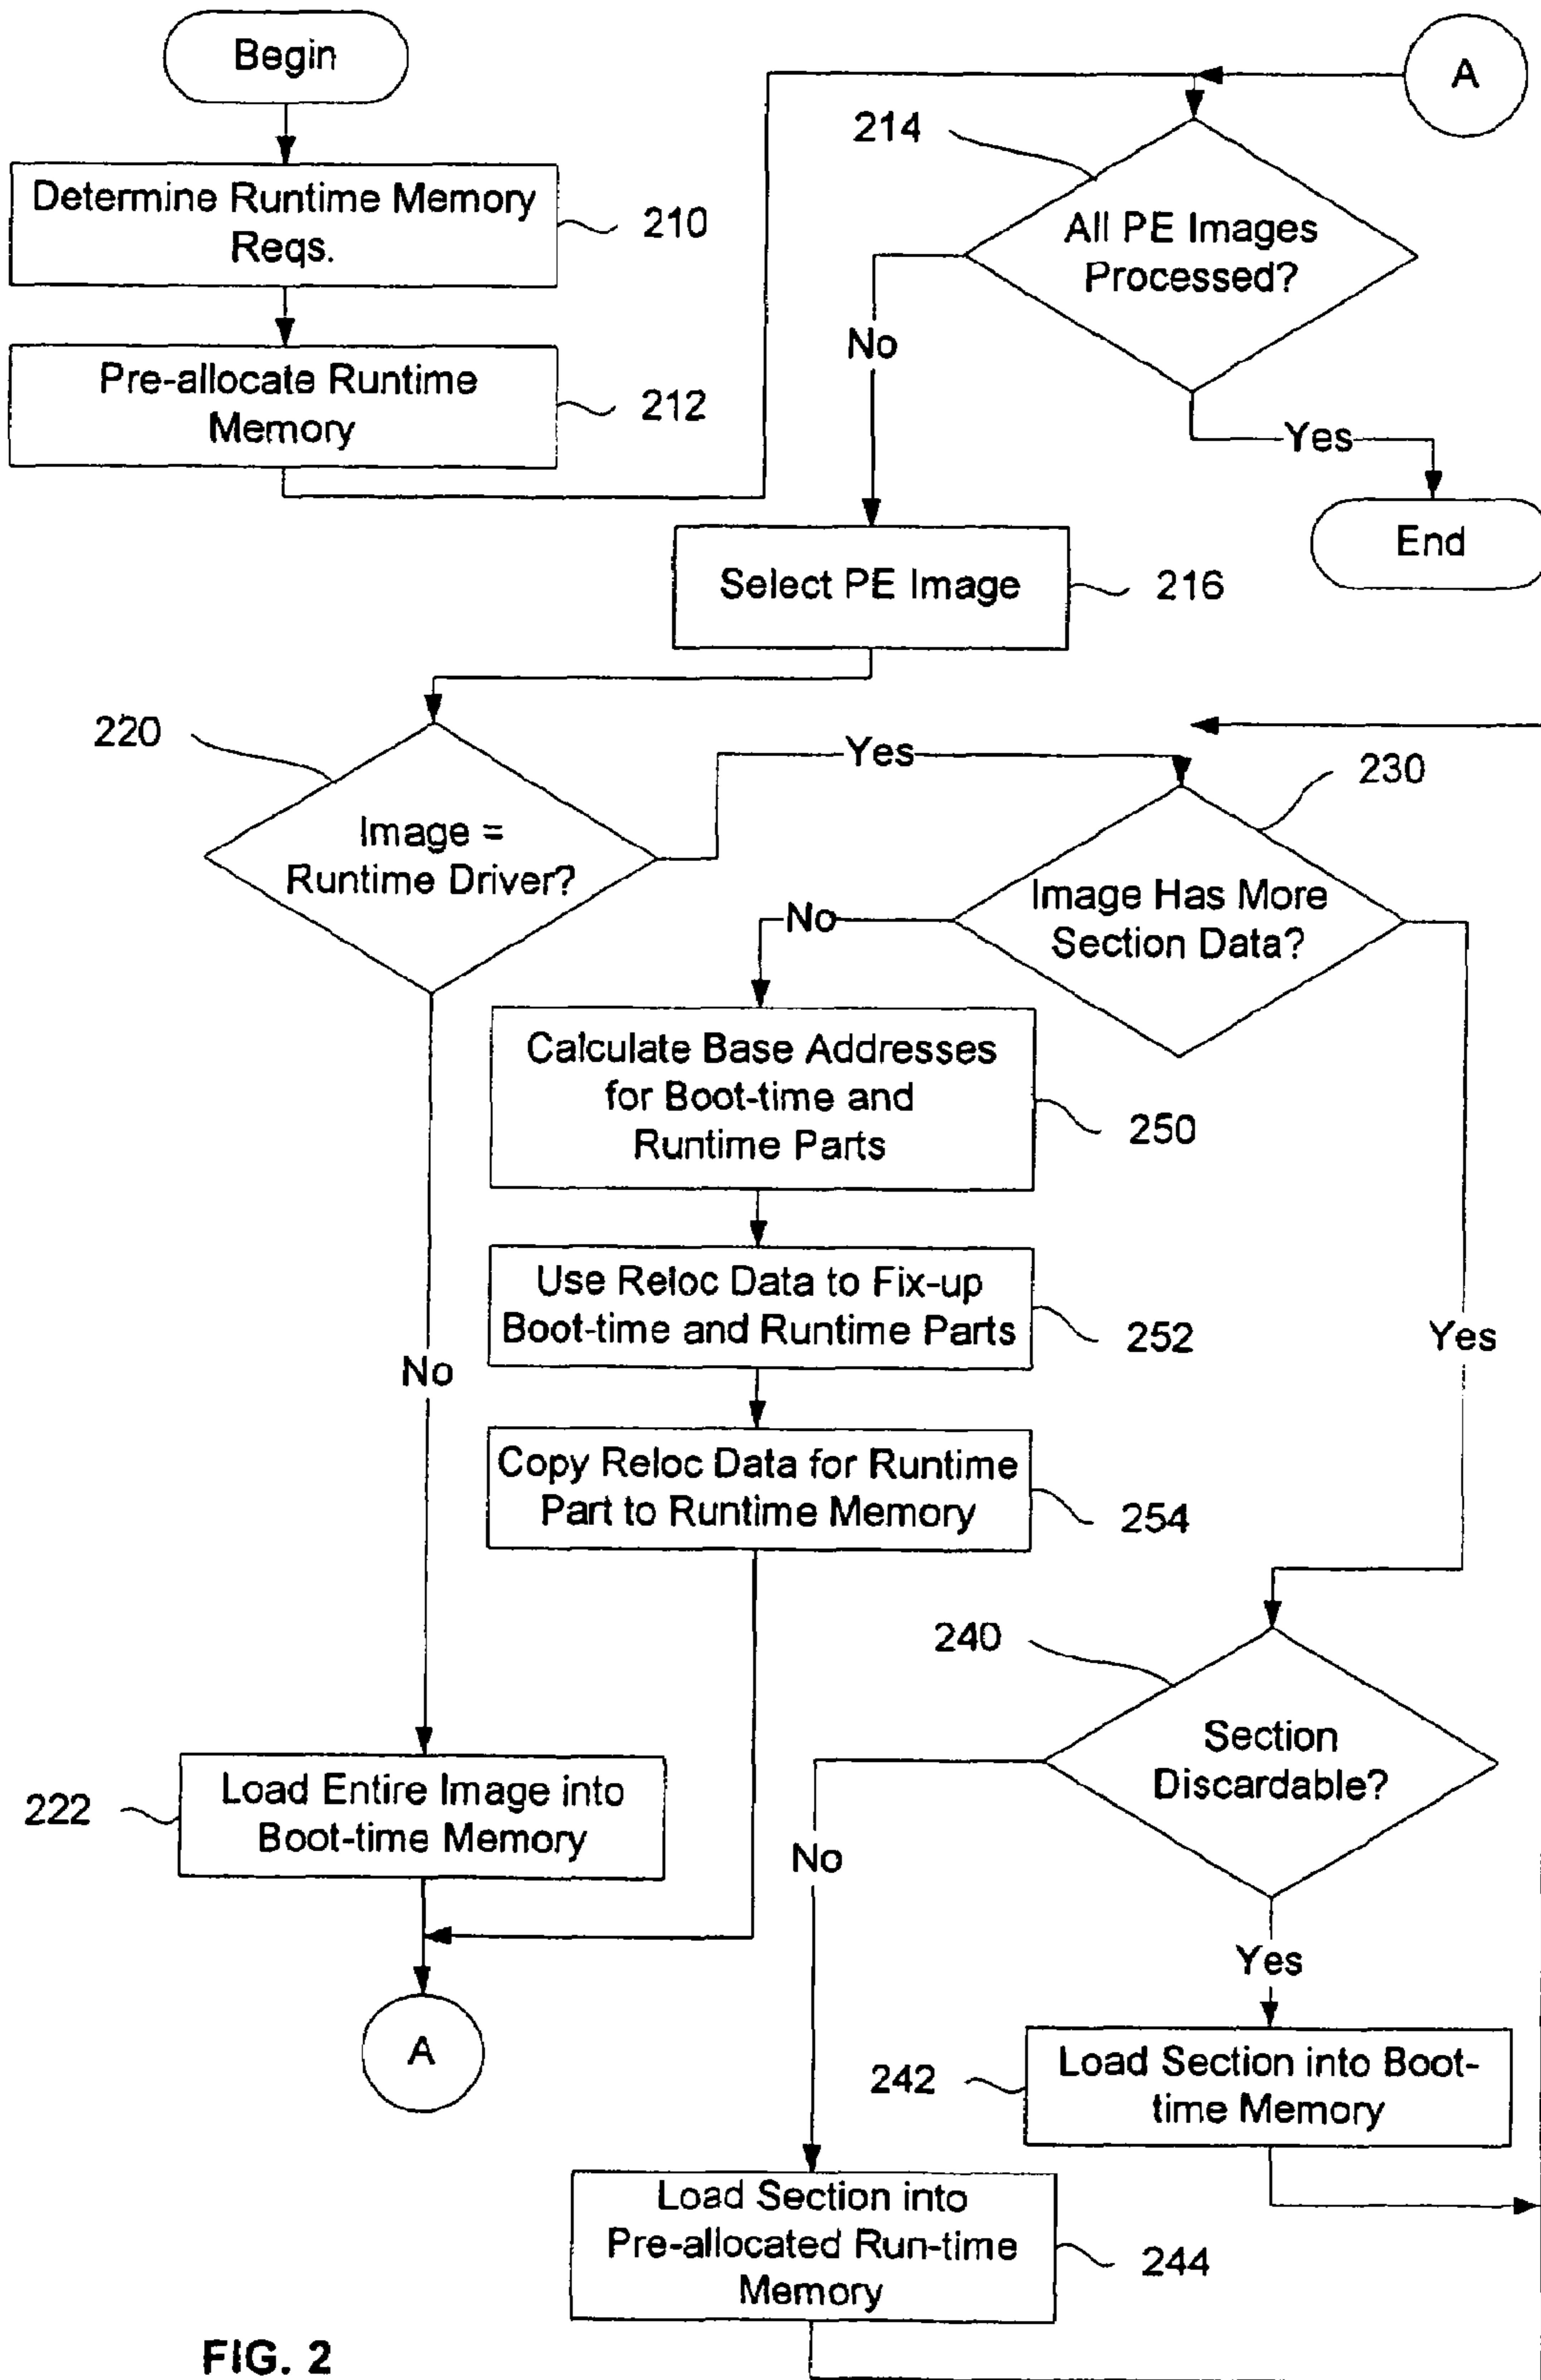 Begin
A
214
Determine Runtime Memory
Reqs.
210
All PE Images
Processed?
No
Pre-allocate Runtime
Memory
212
Yes
End
Select PE Image
216
220
Yes
230
Image =
Runtime Driver?
Image Has More
Section Data?
No
Calculate Base Addresses
for Boot-time and
Runtime Parts
250
Use Reloc Data to Fix-up
Boot-time and Runtime Parts
252
Yes
No
Copy Reloc Data for Runtime
Part to Runtime Memory
254
240
Section
Discardable?
222
Load Entire Image into
Boot-time Memory
No
Yes
A
242
Load Section into Boot-
time Memory
Load Section into
Pre-allocated Run-time
Memory
244
FIG. 2